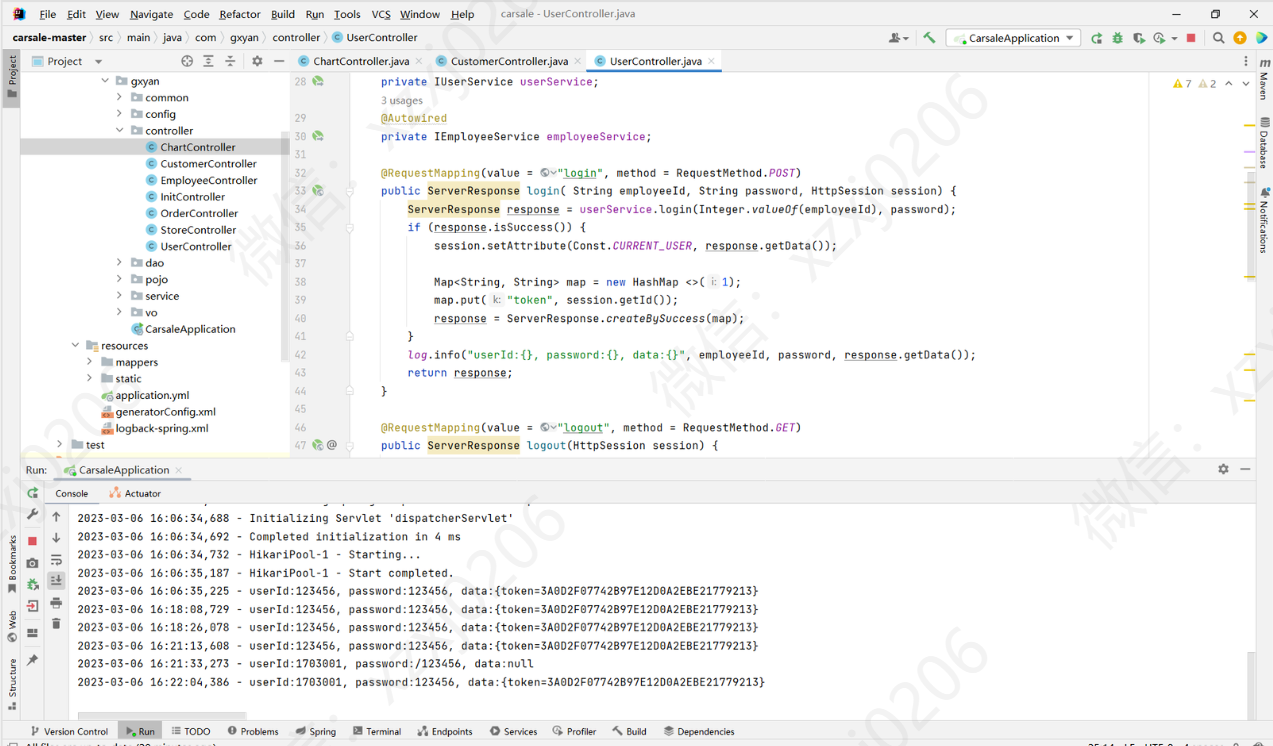 File Edit View Navigate Code Refactor Build Run Tools VCS Window Help carsale - UserController.java
carsale-master src main java com gxyan controller UserController CarsaleApplication
Project ChartController.java CustomerController.java UserController.java
gxyan
common
config
controller
ChartController
CustomerController
EmployeeController
InitController
OrderController
StoreController
UserController
dao
pojo
service
vo
CarsaleApplication
resources
mappers
static
application.yml
generatorConfig.xml
logback-spring.xml
test
28 private IUserService userService;
3 usages
29 @Autowired
30 private IEmployeeService employeeService;
31
32 @RequestMapping(value = "login", method = RequestMethod.POST)
33 public ServerResponse login( String employeeId, String password, HttpSession session) {
34 ServerResponse response = userService.login(Integer.valueOf(employeeId), password);
35 if (response.isSuccess()) {
36 session.setAttribute(Const.CURRENT_USER, response.getData());
37
38 Map<String, String> map = new HashMap <>( i: 1);
39 map.put( k: "token", session.getId());
40 response = ServerResponse.createBySuccess(map);
41 }
42 log.info("userId:{}, password:{}, data:{}", employeeId, password, response.getData());
43 return response;
44 }
45
46 @RequestMapping(value = "logout", method = RequestMethod.GET)
47 @ public ServerResponse logout(HttpSession session) {
7 2
Project
Maven
Database
Notifications
Run: CarsaleApplication
Console Actuator
2023-03-06 16:06:34,688 - Initializing Servlet 'dispatcherServlet'
2023-03-06 16:06:34,692 - Completed initialization in 4 ms
2023-03-06 16:06:34,732 - HikariPool-1 - Starting...
2023-03-06 16:06:35,187 - HikariPool-1 - Start completed.
2023-03-06 16:06:35,225 - userId:123456, password:123456, data:{token=3A0D2F07742B97E12D0A2EBE21779213}
2023-03-06 16:18:08,729 - userId:123456, password:123456, data:{token=3A0D2F07742B97E12D0A2EBE21779213}
2023-03-06 16:18:26,078 - userId:123456, password:123456, data:{token=3A0D2F07742B97E12D0A2EBE21779213}
2023-03-06 16:21:13,608 - userId:123456, password:123456, data:{token=3A0D2F07742B97E12D0A2EBE21779213}
2023-03-06 16:21:33,273 - userId:1703001, password:/123456, data:null
2023-03-06 16:22:04,386 - userId:1703001, password:123456, data:{token=3A0D2F07742B97E12D0A2EBE21779213}
Bookmarks
Web
Structure
Version Control Run TODO Problems Spring Terminal Endpoints Services Profiler Build Dependencies
微信：xzxj0206